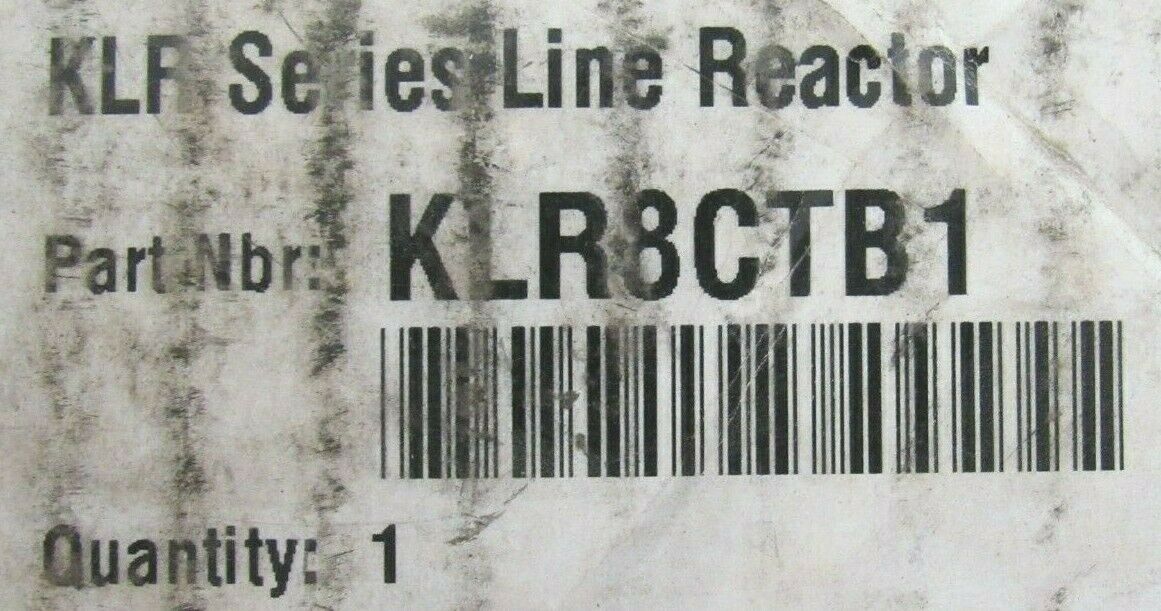 KLR Series Line Reactor
Part Nbr: KLR8CTB1
Quantity: 1